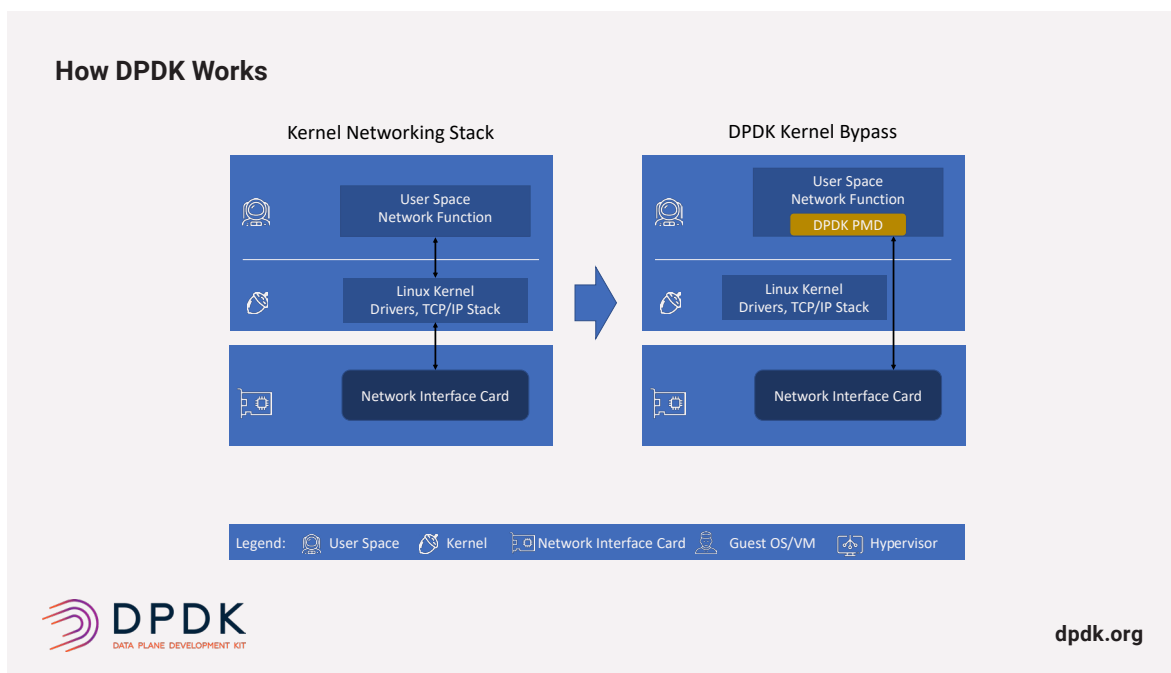 How DPDK Works
Kernel Networking Stack
User Space
Network Function
Linux Kernel
Drivers, TCP/IP Stack
Network Interface Card
DPDK Kernel Bypass
User Space
Network Function
DPDK PMD
Linux Kernel
Drivers, TCP/IP Stack
Network Interface Card
Legend: User Space Kernel Network Interface Card Guest OS/VM Hypervisor
DPDK
DATA PLANE DEVELOPMENT KIT
dpdk.org